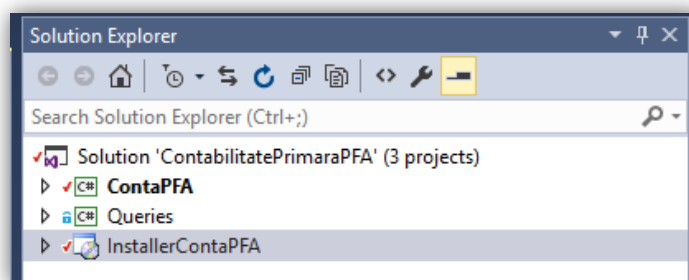 Solution Explorer
Search Solution Explorer (Ctrl+;)
Solution 'ContabilitatePrimaraPFA' (3 projects)
C# ContaPFA
C# Queries
InstallerContaPFA